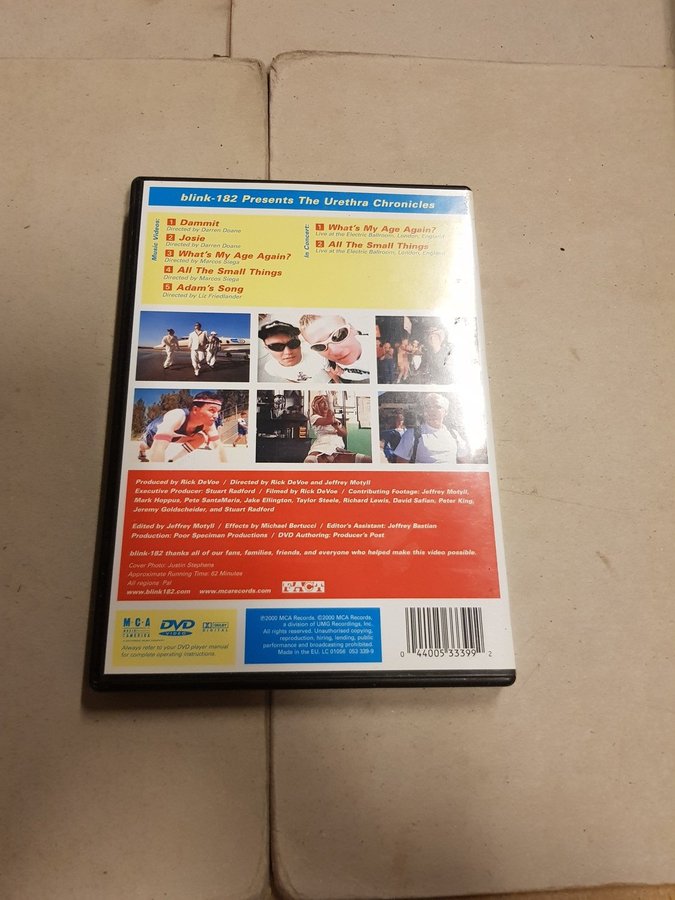 blink-182 Presents The Urethra Chronicles
Music Videos:
1 Dammit
Directed by Darren Doane
2 Josie
Directed by Darren Doane
3 What's My Age Again?
Directed by Marcos Siega
4 All The Small Things
Directed by Marcos Siega
5 Adam's Song
Directed by Liz Friedlander
In Concert:
1 What's My Age Again?
Live at the Electric Ballroom, London, England
2 All The Small Things
Live at the Electric Ballroom, London, England
Produced by Rick DeVoe / Directed by Rick DeVoe and Jeffrey Motyll
Executive Producer: Stuart Radford / Filmed by Rick DeVoe / Contributing Footage: Jeffrey Motyll,
Mark Hoppus, Pete SantaMaria, Jake Ellington, Taylor Steele, Richard Lewis, David Safian, Peter King,
Jeremy Goldscheider, and Stuart Radford
Edited by Jeffrey Motyll / Effects by Michael Bertucci / Editor's Assistant: Jeffrey Bastian
Production: Poor Speciman Productions / DVD Authoring: Producer's Post
blink-182 thanks all of our fans, families, friends, and everyone who helped make this video possible.
Cover Photo: Justin Stephens
Approximate Running Time: 62 Minutes
All regions Pal
www.blink182.com www.mcarecords.com
MCA
DVD
VIDEO
DOLBY
DIGITAL
Always refer to your DVD player manual
for complete operating instructions.
℗2000 MCA Records, ©2000 MCA Records,
a division of UMG Recordings, Inc.
All rights reserved. Unauthorised copying,
reproduction, hiring, lending, public
performance and broadcasting prohibited.
Made in the EU. LC 01056 053 339-9
0 44005 33399 2